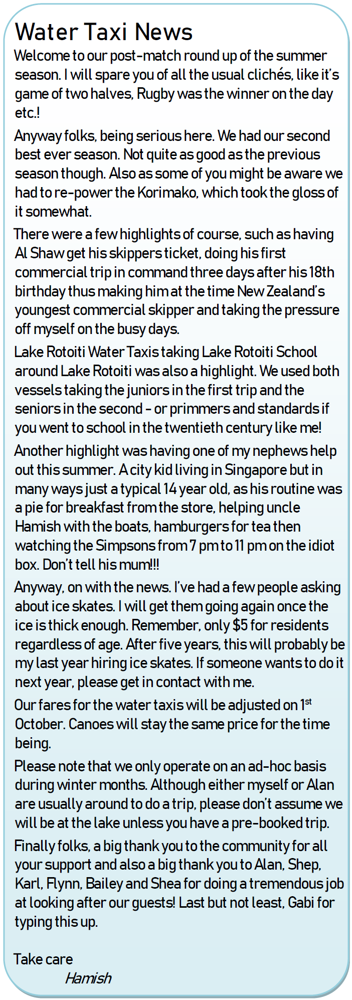 Water Taxi News
Welcome to our post-match round up of the summer
season. I will spare you of all the usual clichés, like it's
game of two halves, Rugby was the winner on the day
etc.!
Anyway folks, being serious here. We had our second
best ever season. Not quite as good as the previous
season though. Also as some of you might be aware we
had to re-power the Korimako, which took the gloss of
it somewhat.
There were a few highlights of course, such as having
Al Shaw get his skippers ticket, doing his first
commercial trip in command three days after his 18th
birthday thus making him at the time New Zealand's
youngest commercial skipper and taking the pressure
off myself on the busy days.
Lake Rotoiti Water Taxis taking Lake Rotoiti School
around Lake Rotoiti was also a highlight. We used both
vessels taking the juniors in the first trip and the
seniors in the second - or primmers and standards if
you went to school in the twentieth century like me!
Another highlight was having one of my nephews help
out this summer. A city kid living in Singapore but in
many ways just a typical 14 year old, as his routine was
a pie for breakfast from the store, helping uncle
Hamish with the boats, hamburgers for tea then
watching the Simpsons from 7 pm to 11 pm on the idiot
box. Don't tell his mum!!!
Anyway, on with the news. I've had a few people asking
about ice skates. I will get them going again once the
ice is thick enough. Remember, only $5 for residents
regardless of age. After five years, this will probably be
my last year hiring ice skates. If someone wants to do it
next year, please get in contact with me.
Our fares for the water taxis will be adjusted on 1st
October. Canoes will stay the same price for the time
being.
Please note that we only operate on an ad-hoc basis
during winter months. Although either myself or Alan
are usually around to do a trip, please don't assume we
will be at the lake unless you have a pre-booked trip.
Finally folks, a big thank you to the community for all
your support and also a big thank you to Alan, Shep,
Karl, Flynn, Bailey and Shea for doing a tremendous job
at looking after our guests! Last but not least, Gabi for
typing this up.
Take care
Hamish